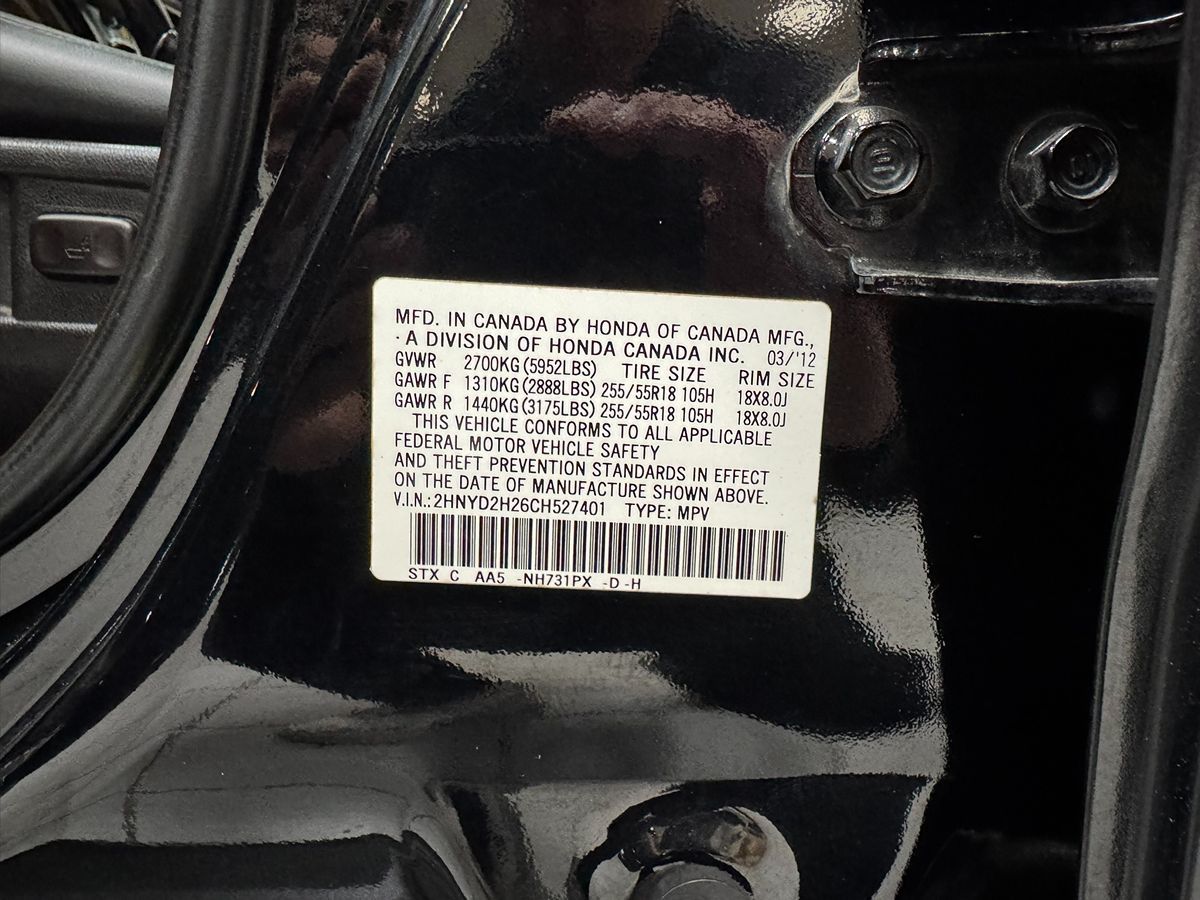 MFD. IN CANADA BY HONDA OF CANADA MFG.,
·A DIVISION OF HONDA CANADA INC. 03/'12
GVWR 2700KG(5952LBS) TIRE SIZE RIM SIZE
GAWR F 1310KG(2888LBS) 255/55R18 105H 18X8.0J
GAWR R 1440KG(3175LBS) 255/55R18 105H 18X8.0J
THIS VEHICLE CONFORMS TO ALL APPLICABLE
FEDERAL MOTOR VEHICLE SAFETY
AND THEFT PREVENTION STANDARDS IN EFFECT
ON THE DATE OF MANUFACTURE SHOWN ABOVE.
V.I.N.:2HNYD2H26CH527401 TYPE: MPV
STX C AA5 -NH731PX -D -H